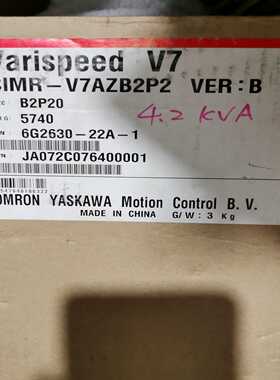 Varispeed V7
CIMR-V7AZB2P2 VER:B
B2P20
5740
6G2630-22A-1
JA072C076400001
4.2 KVA
OMRON YASKAWA Motion Control B. V.
MADE IN CHINA G/W: 3 Kg